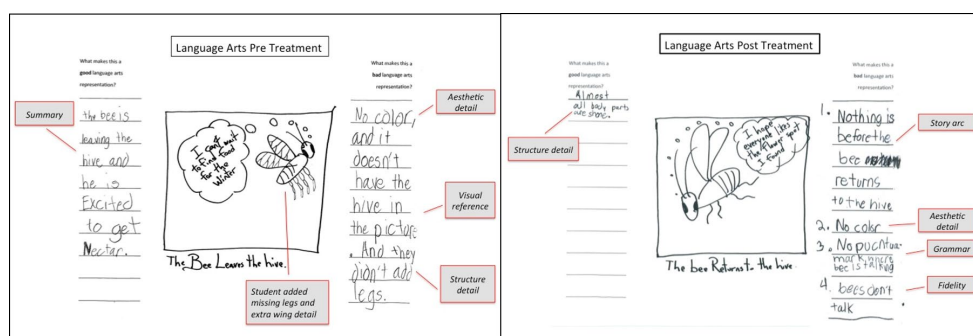 Language Arts Pre Treatment
What makes this a
good language arts
representation?
Summary
the bee is
leaving the
hive and
he is
Excited
to get
Nectar.
I can't wait
to find food
for the
winter
The Bee Leavs the hive.
Student added
missing legs and
extra wing detail
What makes this a
bad language arts
representation?
No color,
and it
doesn't
have the
hive in
the picture
. And they
didn't add
legs.
Aesthetic
detail
Visual
reference
Structure
detail
Language Arts Post Treatment
What makes this a
good language arts
representation?
Almost
all body parts
are shone.
Structure detail
I hope
everyone likes
the flower spot
I found
The bee Returns to the hive.
What makes this a
bad language arts
representation?
1. Nothing is
before the
bee
returns
to the hive
2. No color
3. No puchtua-
mark where
bee is talking
4. bees don't
talk.
Story arc
Aesthetic
detail
Grammar
Fidelity